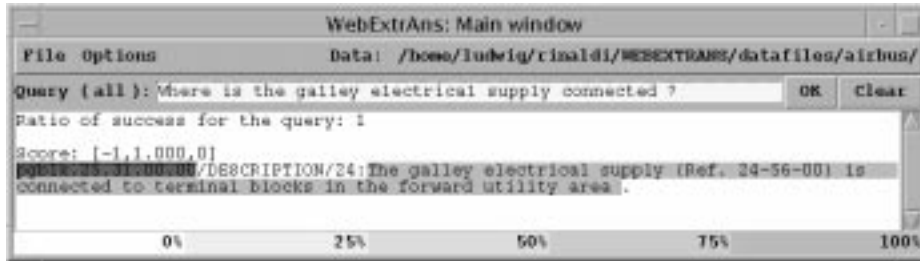 WebExtrAns: Main window
File Options Data: /home/ludwig/rinaldi/WEBEXTRANS/datafiles/airbus/
Query (all): Where is the galley electrical supply connected ? OK Clear
Ratio of success for the query: 1
Score: [-1,1.000,0]
/DESCRIPTION/24:The galley electrical supply (Ref. 24-56-00) is
connected to terminal blocks in the forward utility area .
0% 25% 50% 75% 100%